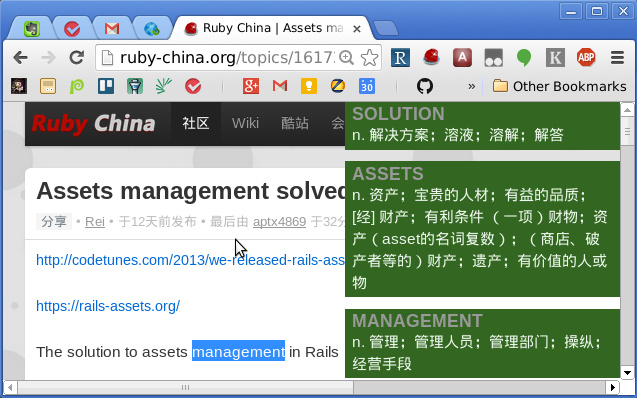 Ruby China | Assets ma
ruby-china.org/topics/1617
Other Bookmarks
Ruby China 社区 Wiki 酷站 会
Assets management solved
分享 • Rei • 于12天前发布 • 最后由 aptx4869 于32分
http://codetunes.com/2013/we-released-rails-ass
https://rails-assets.org/
The solution to assets management in Rails
SOLUTION
n. 解决方案；溶液；溶解；解答
ASSETS
n. 资产；宝贵的人材；有益的品质；
[经] 财产；有利条件（一项）财物；资
产（asset的名词复数）；（商店、破
产者等的）财产；遗产；有价值的人或
物
MANAGEMENT
n. 管理；管理人员；管理部门；操纵；
经营手段